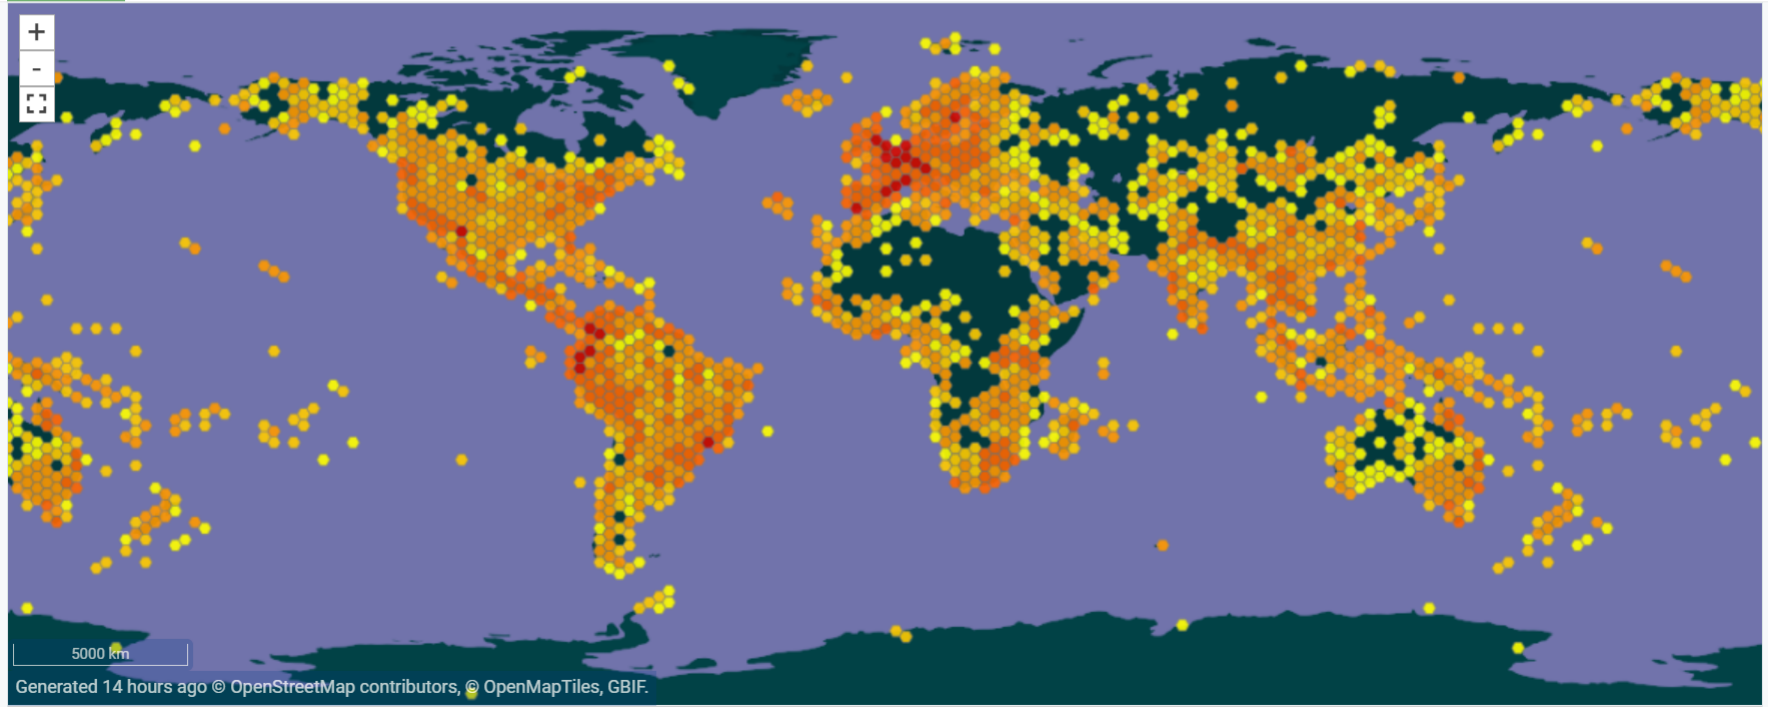 +
-
5000 km
Generated 14 hours ago © OpenStreetMap contributors, © OpenMapTiles, GBIF.